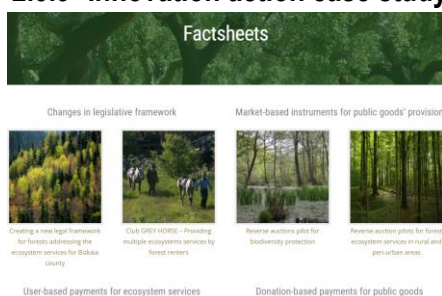 Factsheets
Changes in legislative framework
Market-based instruments for public goods' provision
Creating a new legal framework
for forests addressing the
ecosystem services for Bizkaia
county
Club GREY HORSE – Providing
multiple ecosystems services by
forest renters
Reverse auctions pilot for
biodiversity protection
Reverse auction pilots for forest
ecosystem services in rural and
peri-urban areas
User-based payments for ecosystem services
Donation-based payments for public goods